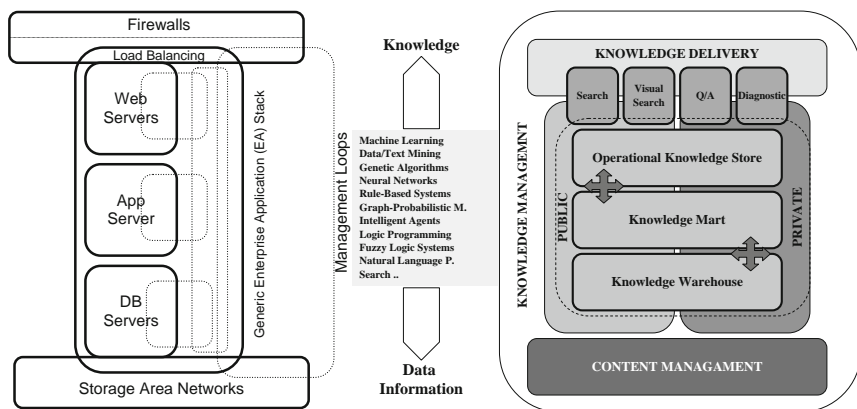 Firewalls
Load Balancing
Web
Servers
App
Server
DB
Servers
Storage Area Networks
Generic Enterprise Application (EA) Stack
Management Loops
Knowledge
Machine Learning
Data/Text Mining
Genetic Algorithms
Neural Networks
Rule-Based Systems
Graph-Probabilistic M.
Intelligent Agents
Logic Programming
Fuzzy Logic Systems
Natural Language P.
Search ..
Data
Information
KNOWLEDGE DELIVERY
Search
Visual
Search
Q/A
Diagnostic
KNOWLEDGE MANAGEMNT
PUBLIC
PRIVATE
Operational Knowledge Store
Knowledge Mart
Knowledge Warehouse
CONTENT MANAGAMENT